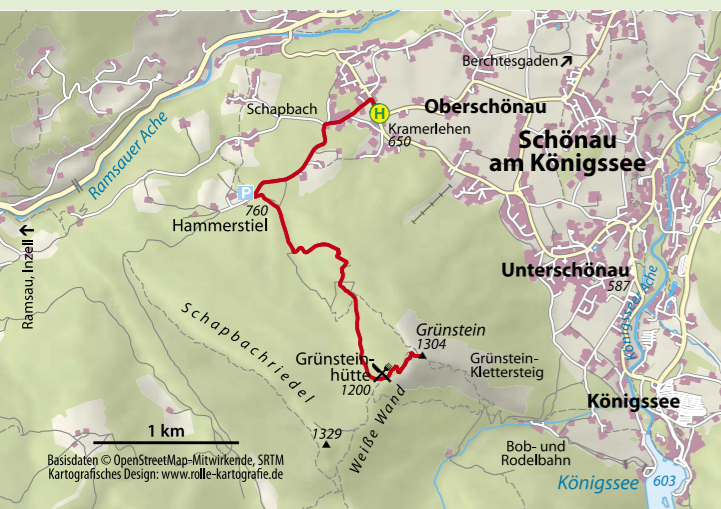 Berchtesgaden
Schapbach
H
Oberschönau
Kramerlehen
650
Schönau
am Königssee
Ramsauer Ache
P
760
Hammerstiel
Ramsau, Inzell
Unterschönau
587
Königsseer Ache
Schapbachriedel
Grünstein
1304
Grünstein-
hütte
1200
Grünstein-
Klettersteig
Königssee
Weiße Wand
1 km
1329
Bob- und
Rodelbahn
Basisdaten © OpenStreetMap-Mitwirkende, SRTM
Kartografisches Design: www.rolle-kartografie.de
Königssee
603